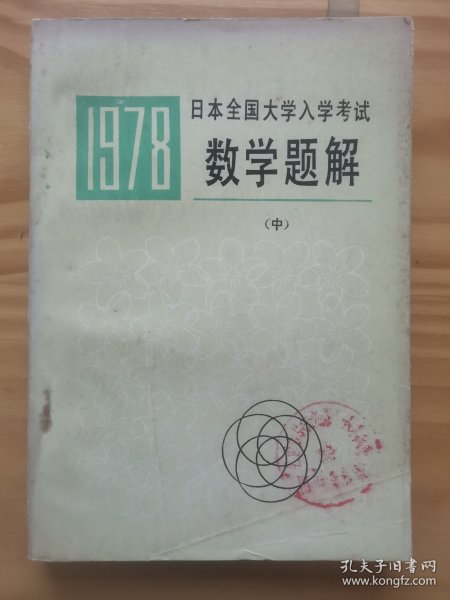 1978
日本全国大学入学考试
数学题解
(中)
孔夫子旧书网
www.kongfz.com